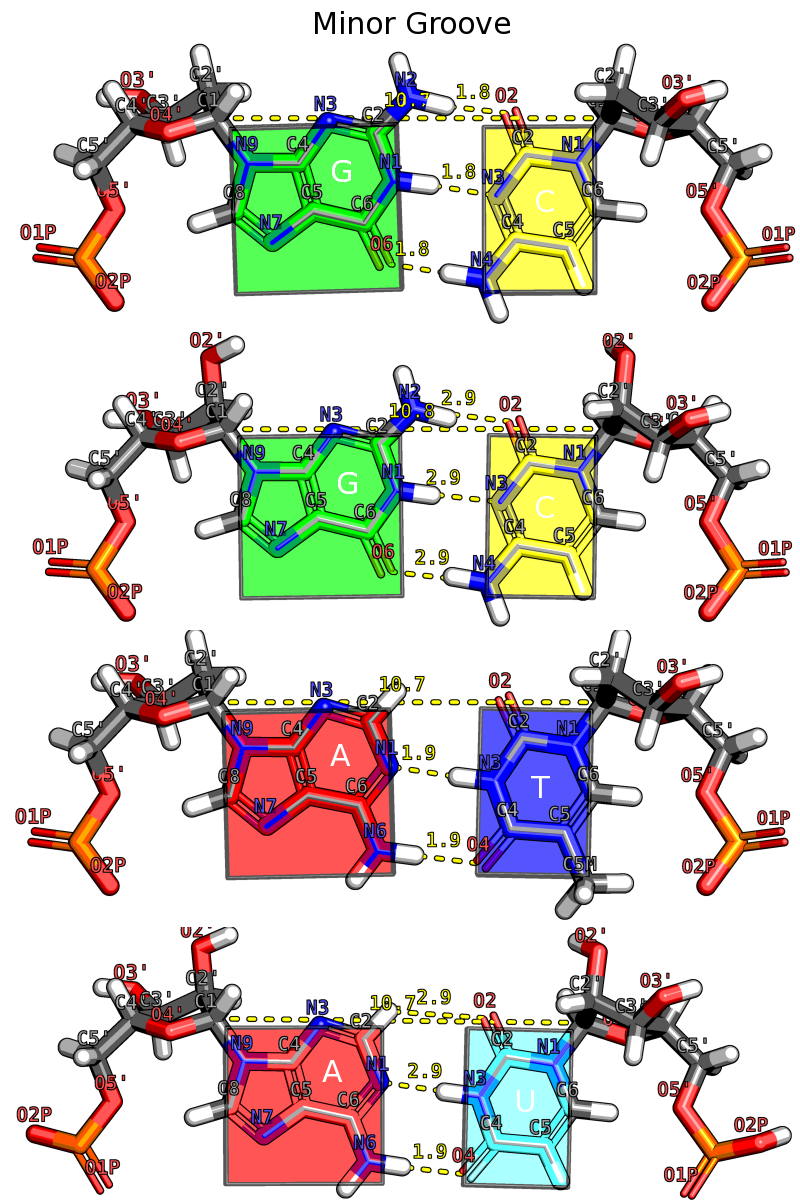 Minor Groove
O3' C2' N2 1.8 O2 C2' O3'
C4' C3' O4' C1' N3 10.7 C2 C3'
C5' N9 C4 G N1 1.8 C2 N1 C5'
O5' C8 C5 C6 N3 C C6 O5'
N7 C4 C5
O1P O6 1.8 N4 O1P
O2P O2P
O2' O2'
O3' C2' N2 2.9 O2 C2' O3'
C4' C3' O4' C1' N3 10.8 C2 C3'
C5' N9 C4 G N1 2.9 C2 N1 C5'
O5' C8 C5 C6 N3 C C6 O5'
N7 C4 C5
O1P O6 2.9 N4 O1P
O2P O2P
O3' C2' 10.7 O2 C2' O3'
C4' C3' O4' C1' N3 C2 C3'
C5' N9 C4 A N1 1.9 C2 N1 C5'
O5' C8 C5 C6 N3 T C6 O5'
N7 C4 C5
O1P N6 1.9 O4 O1P
O2P C5M O2P
O2' O2'
O3' C2' 10.7 2.9 O2 C2' O3'
C4' C3' O4' C1' N3 C2 C3'
C5' N9 C4 A N1 2.9 C2 N1 C5'
O5' C8 C5 C6 N3 U C6 O5'
O2P N7 C4 C5 O2P
O1P N6 1.9 O4 O1P